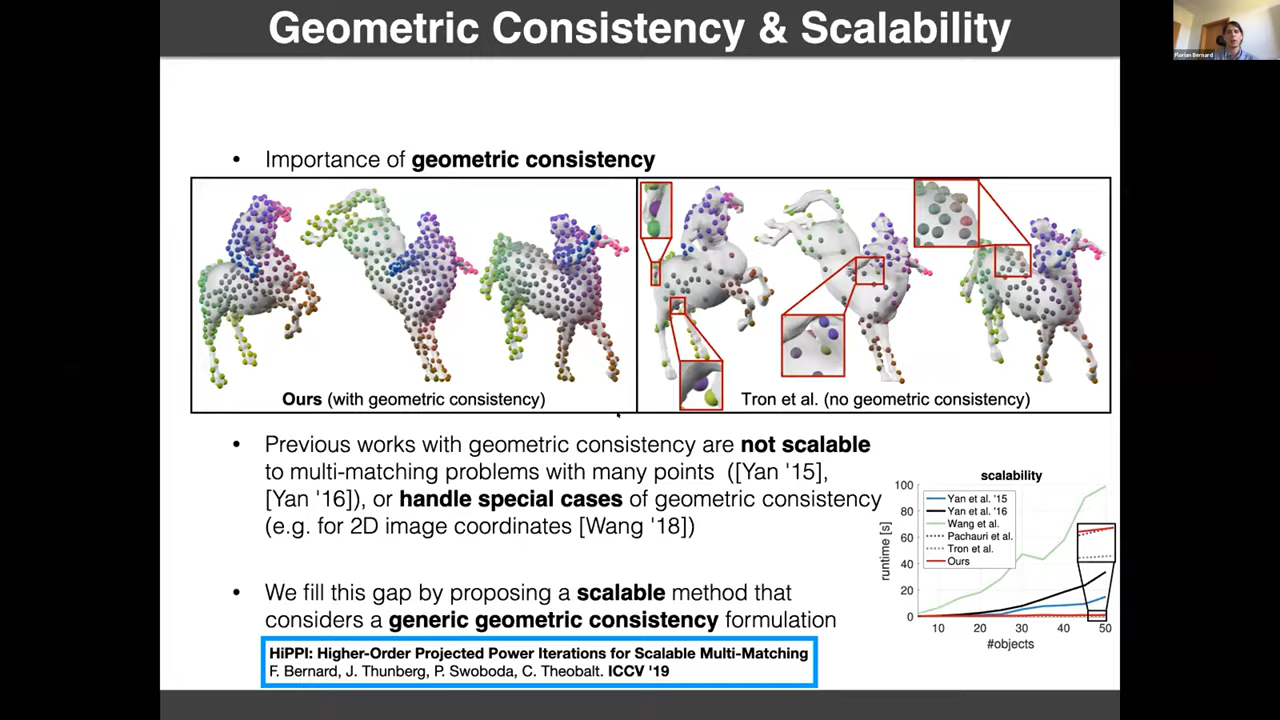 Geometric Consistency & Scalability
Florian Bernard
• Importance of geometric consistency
Ours (with geometric consistency)
Tron et al. (no geometric consistency)
• Previous works with geometric consistency are not scalable
to multi-matching problems with many points ([Yan '15],
[Yan '16]), or handle special cases of geometric consistency
(e.g. for 2D image coordinates [Wang '18])
scalability
100
80
60
40
20
0
runtime [s]
Yan et al. '15
Yan et al. '16
Wang et al.
Pachauri et al.
Tron et al.
Ours
10 20 30 40 50
#objects
• We fill this gap by proposing a scalable method that
considers a generic geometric consistency formulation
HiPPI: Higher-Order Projected Power Iterations for Scalable Multi-Matching
F. Bernard, J. Thunberg, P. Swoboda, C. Theobalt. ICCV '19